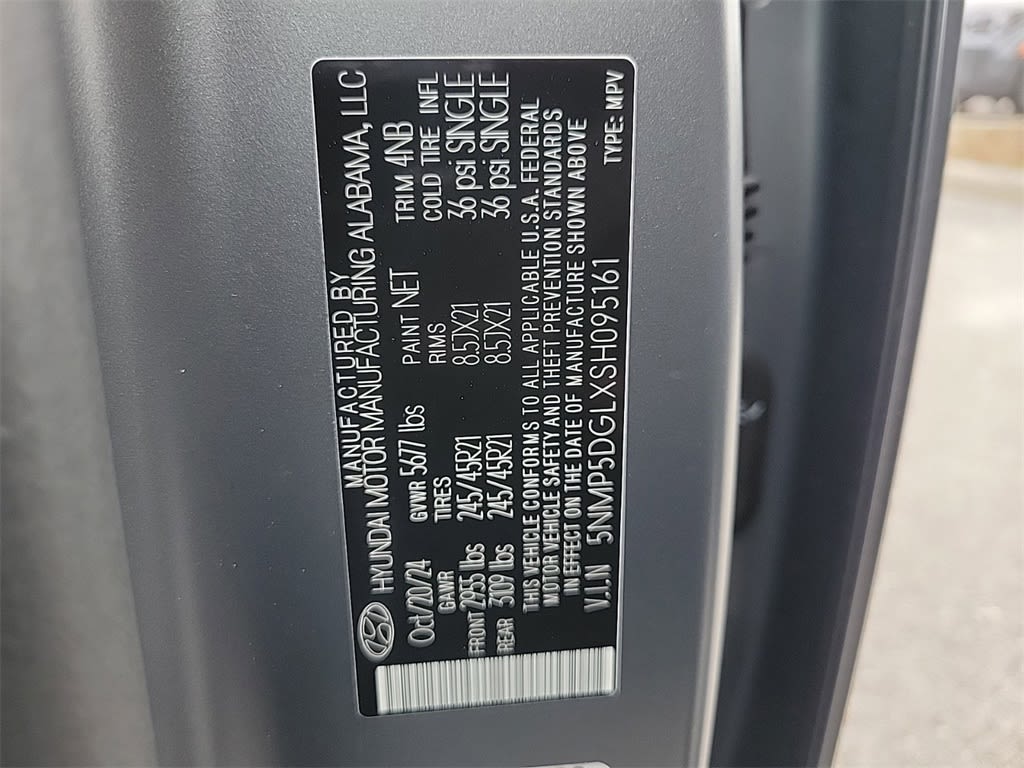 MANUFACTURED BY
HYUNDAI MOTOR MANUFACTURING ALABAMA, LLC
Oct/20/24 GVWR 5677 lbs PAINT NET TRIM 4NB
GAWR TIRES RIMS COLD TIRE INFL
FRONT 2955 lbs 245/45R21 8.5JX21 36 psi SINGLE
REAR 3109 lbs 245/45R21 8.5JX21 36 psi SINGLE
THIS VEHICLE CONFORMS TO ALL APPLICABLE U.S.A. FEDERAL
MOTOR VEHICLE SAFETY AND THEFT PREVENTION STANDARDS
IN EFFECT ON THE DATE OF MANUFACTURE SHOWN ABOVE
V.I.N 5NMP5DGLXSH095161 TYPE: MPV